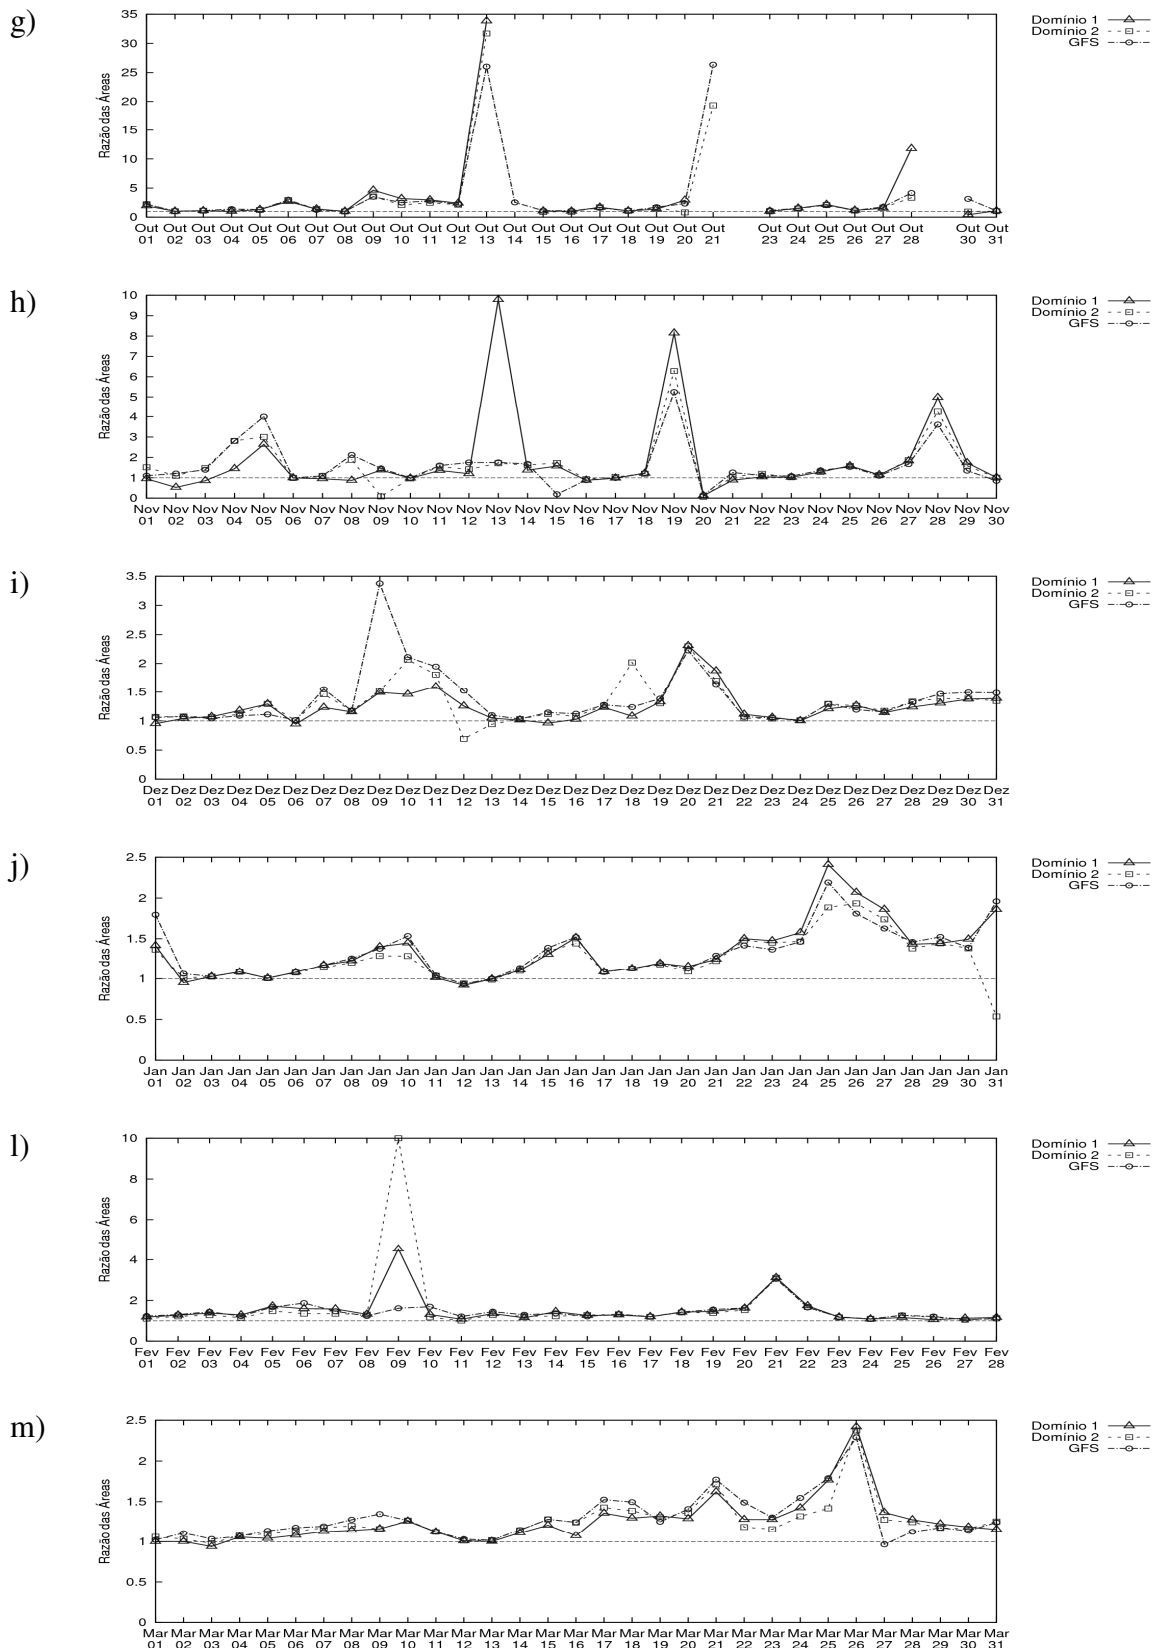 g)
35
30
25
20
15
10
5
0
Razão das Áreas
Out Out Out Out Out Out Out Out Out Out Out Out Out Out Out Out Out Out Out Out Out Out Out Out Out Out Out Out Out
01 02 03 04 05 06 07 08 09 10 11 12 13 14 15 16 17 18 19 20 21 23 24 25 26 27 28 30 31
Domínio 1
Domínio 2
GFS
h)
10
9
8
7
6
5
4
3
2
1
0
Razão das Áreas
Nov Nov Nov Nov Nov Nov Nov Nov Nov Nov Nov Nov Nov Nov Nov Nov Nov Nov Nov Nov Nov Nov Nov Nov Nov Nov Nov Nov Nov Nov
01 02 03 04 05 06 07 08 09 10 11 12 13 14 15 16 17 18 19 20 21 22 23 24 25 26 27 28 29 30
Domínio 1
Domínio 2
GFS
i)
3.5
3
2.5
2
1.5
1
0.5
0
Razão das Áreas
Dez Dez Dez Dez Dez Dez Dez Dez Dez Dez Dez Dez Dez Dez Dez Dez Dez Dez Dez Dez Dez Dez Dez Dez Dez Dez Dez Dez Dez Dez Dez
01 02 03 04 05 06 07 08 09 10 11 12 13 14 15 16 17 18 19 20 21 22 23 24 25 26 27 28 29 30 31
Domínio 1
Domínio 2
GFS
j)
2.5
2
1.5
1
0.5
0
Razão das Áreas
Jan Jan Jan Jan Jan Jan Jan Jan Jan Jan Jan Jan Jan Jan Jan Jan Jan Jan Jan Jan Jan Jan Jan Jan Jan Jan Jan Jan Jan Jan Jan
01 02 03 04 05 06 07 08 09 10 11 12 13 14 15 16 17 18 19 20 21 22 23 24 25 26 27 28 29 30 31
Domínio 1
Domínio 2
GFS
l)
10
8
6
4
2
0
Razão das Áreas
Fev Fev Fev Fev Fev Fev Fev Fev Fev Fev Fev Fev Fev Fev Fev Fev Fev Fev Fev Fev Fev Fev Fev Fev Fev Fev Fev Fev
01 02 03 04 05 06 07 08 09 10 11 12 13 14 15 16 17 18 19 20 21 22 23 24 25 26 27 28
Domínio 1
Domínio 2
GFS
m)
2.5
2
1.5
1
0.5
0
Razão das Áreas
Mar Mar Mar Mar Mar Mar Mar Mar Mar Mar Mar Mar Mar Mar Mar Mar Mar Mar Mar Mar Mar Mar Mar Mar Mar Mar Mar Mar Mar Mar Mar
01 02 03 04 05 06 07 08 09 10 11 12 13 14 15 16 17 18 19 20 21 22 23 24 25 26 27 28 29 30 31
Domínio 1
Domínio 2
GFS